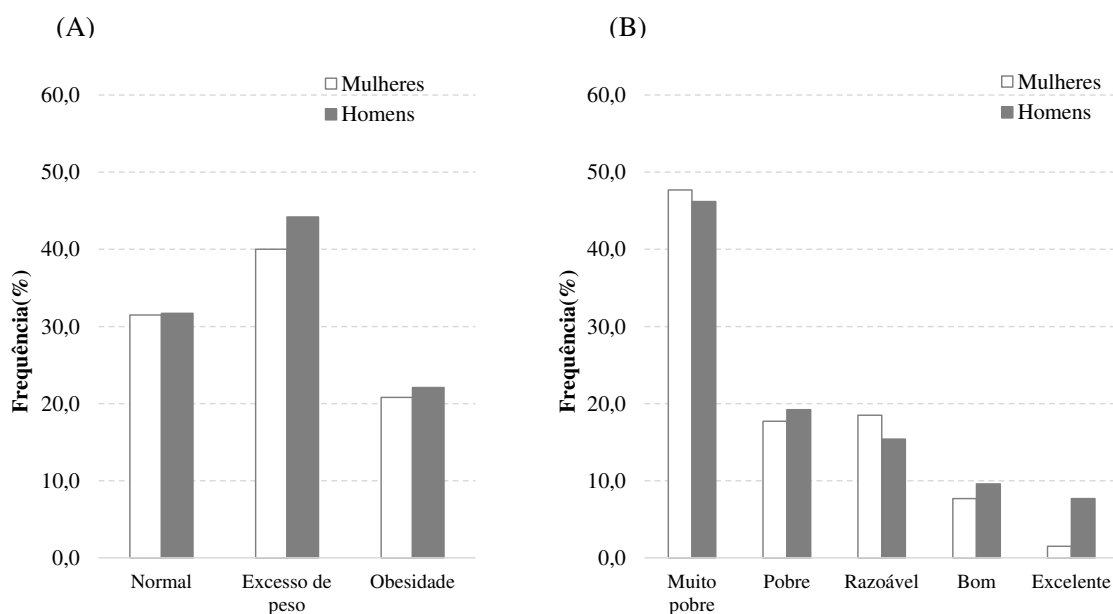 (A)
Mulheres
Homens
60,0
50,0
40,0
30,0
20,0
10,0
0,0
Frequência(%)
Normal
Excesso de
peso
Obesidade
(B)
Mulheres
Homens
60,0
50,0
40,0
30,0
20,0
10,0
0,0
Frequência(%)
Muito
pobre
Pobre
Razoável
Bom
Excelente